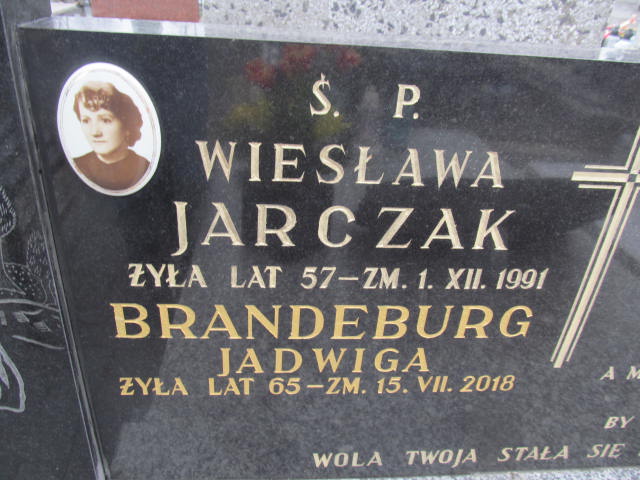 Ś. P.
WIESŁAWA
JARCZAK
ŻYŁA LAT 57–ZM. 1. XII. 1991
BRANDEBURG
JADWIGA
ŻYŁA LAT 65–ZM. 15. VII. 2018
A
BY
WOLA TWOJA STAŁA SIĘ